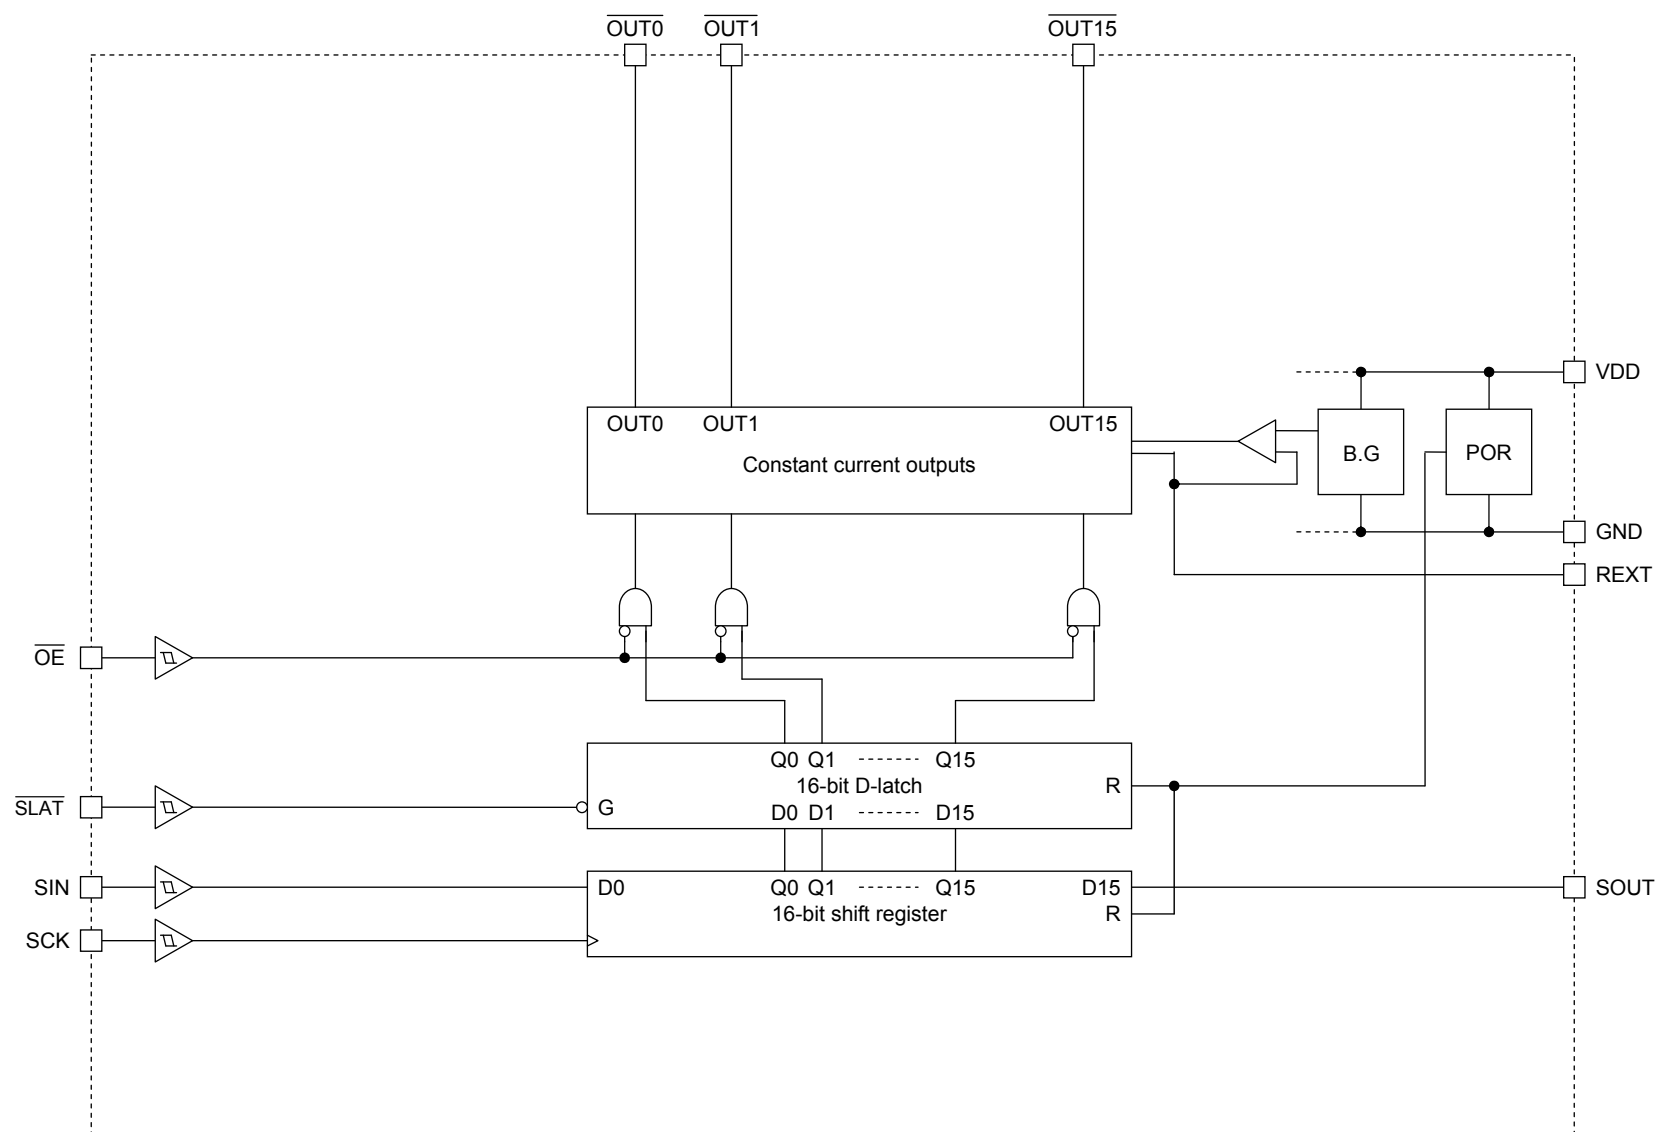 OUT0 OUT1 OUT15
VDD
OUT0 OUT1 OUT15
Constant current outputs
B.G
POR
GND
REXT
OE
Q0 Q1 Q15
16-bit D-latch
R
SLAT
G
D0 D1 D15
SIN
D0
Q0 Q1 Q15
D15
SOUT
16-bit shift register
R
SCK